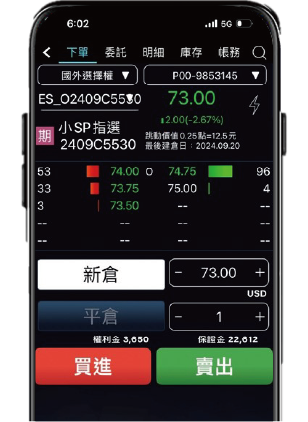 6:02 5G
下單 委託 明細 庫存 帳務
國外選擇權 ▼ P00-9853145 ▼
ES_O2409C5530 73.00
↕2.00(-2.67%)
期 小SP指選 跳動價值0.25點=12.5元
2409C5530 最後建倉日：2024.09.20
53 74.00 O 74.75 96
33 73.75 75.00 4
3 73.50 -- --
-- -- -- --
-- -- -- --
新倉 - 73.00 +
USD
平倉 - 1 +
權利金 3,650 保證金 22,612
買進 賣出